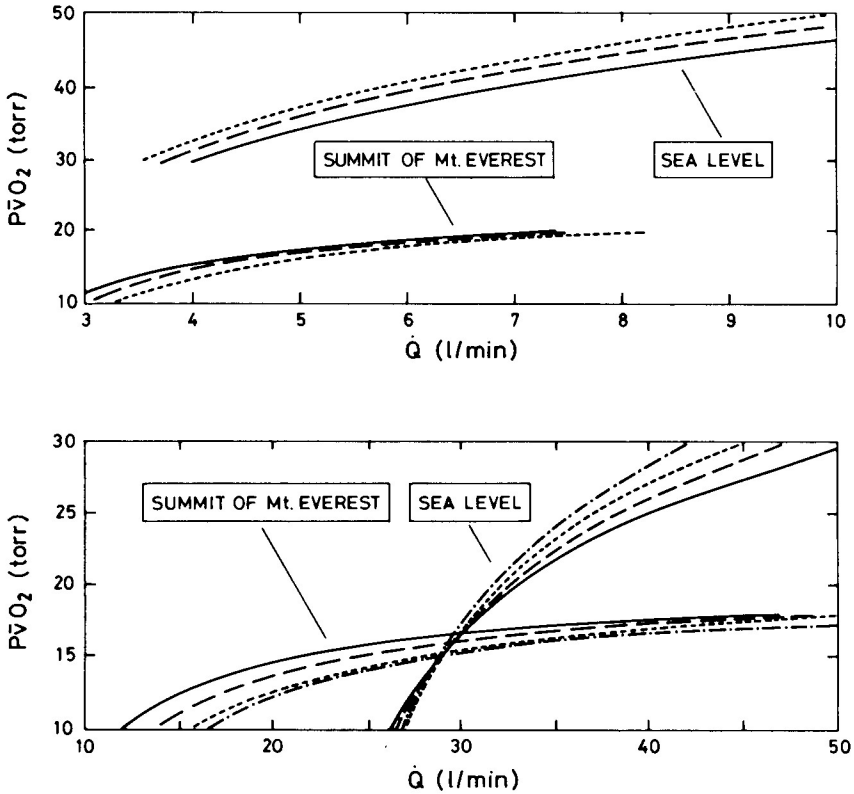 50
40
30
20
10
Pv̄O₂ (torr)
SUMMIT OF Mt. EVEREST
SEA LEVEL
3 4 5 6 7 8 9 10
Q̇ (l/min)
30
25
20
15
10
Pv̄O₂ (torr)
SUMMIT OF Mt. EVEREST
SEA LEVEL
10 20 30 40 50
Q̇ (l/min)